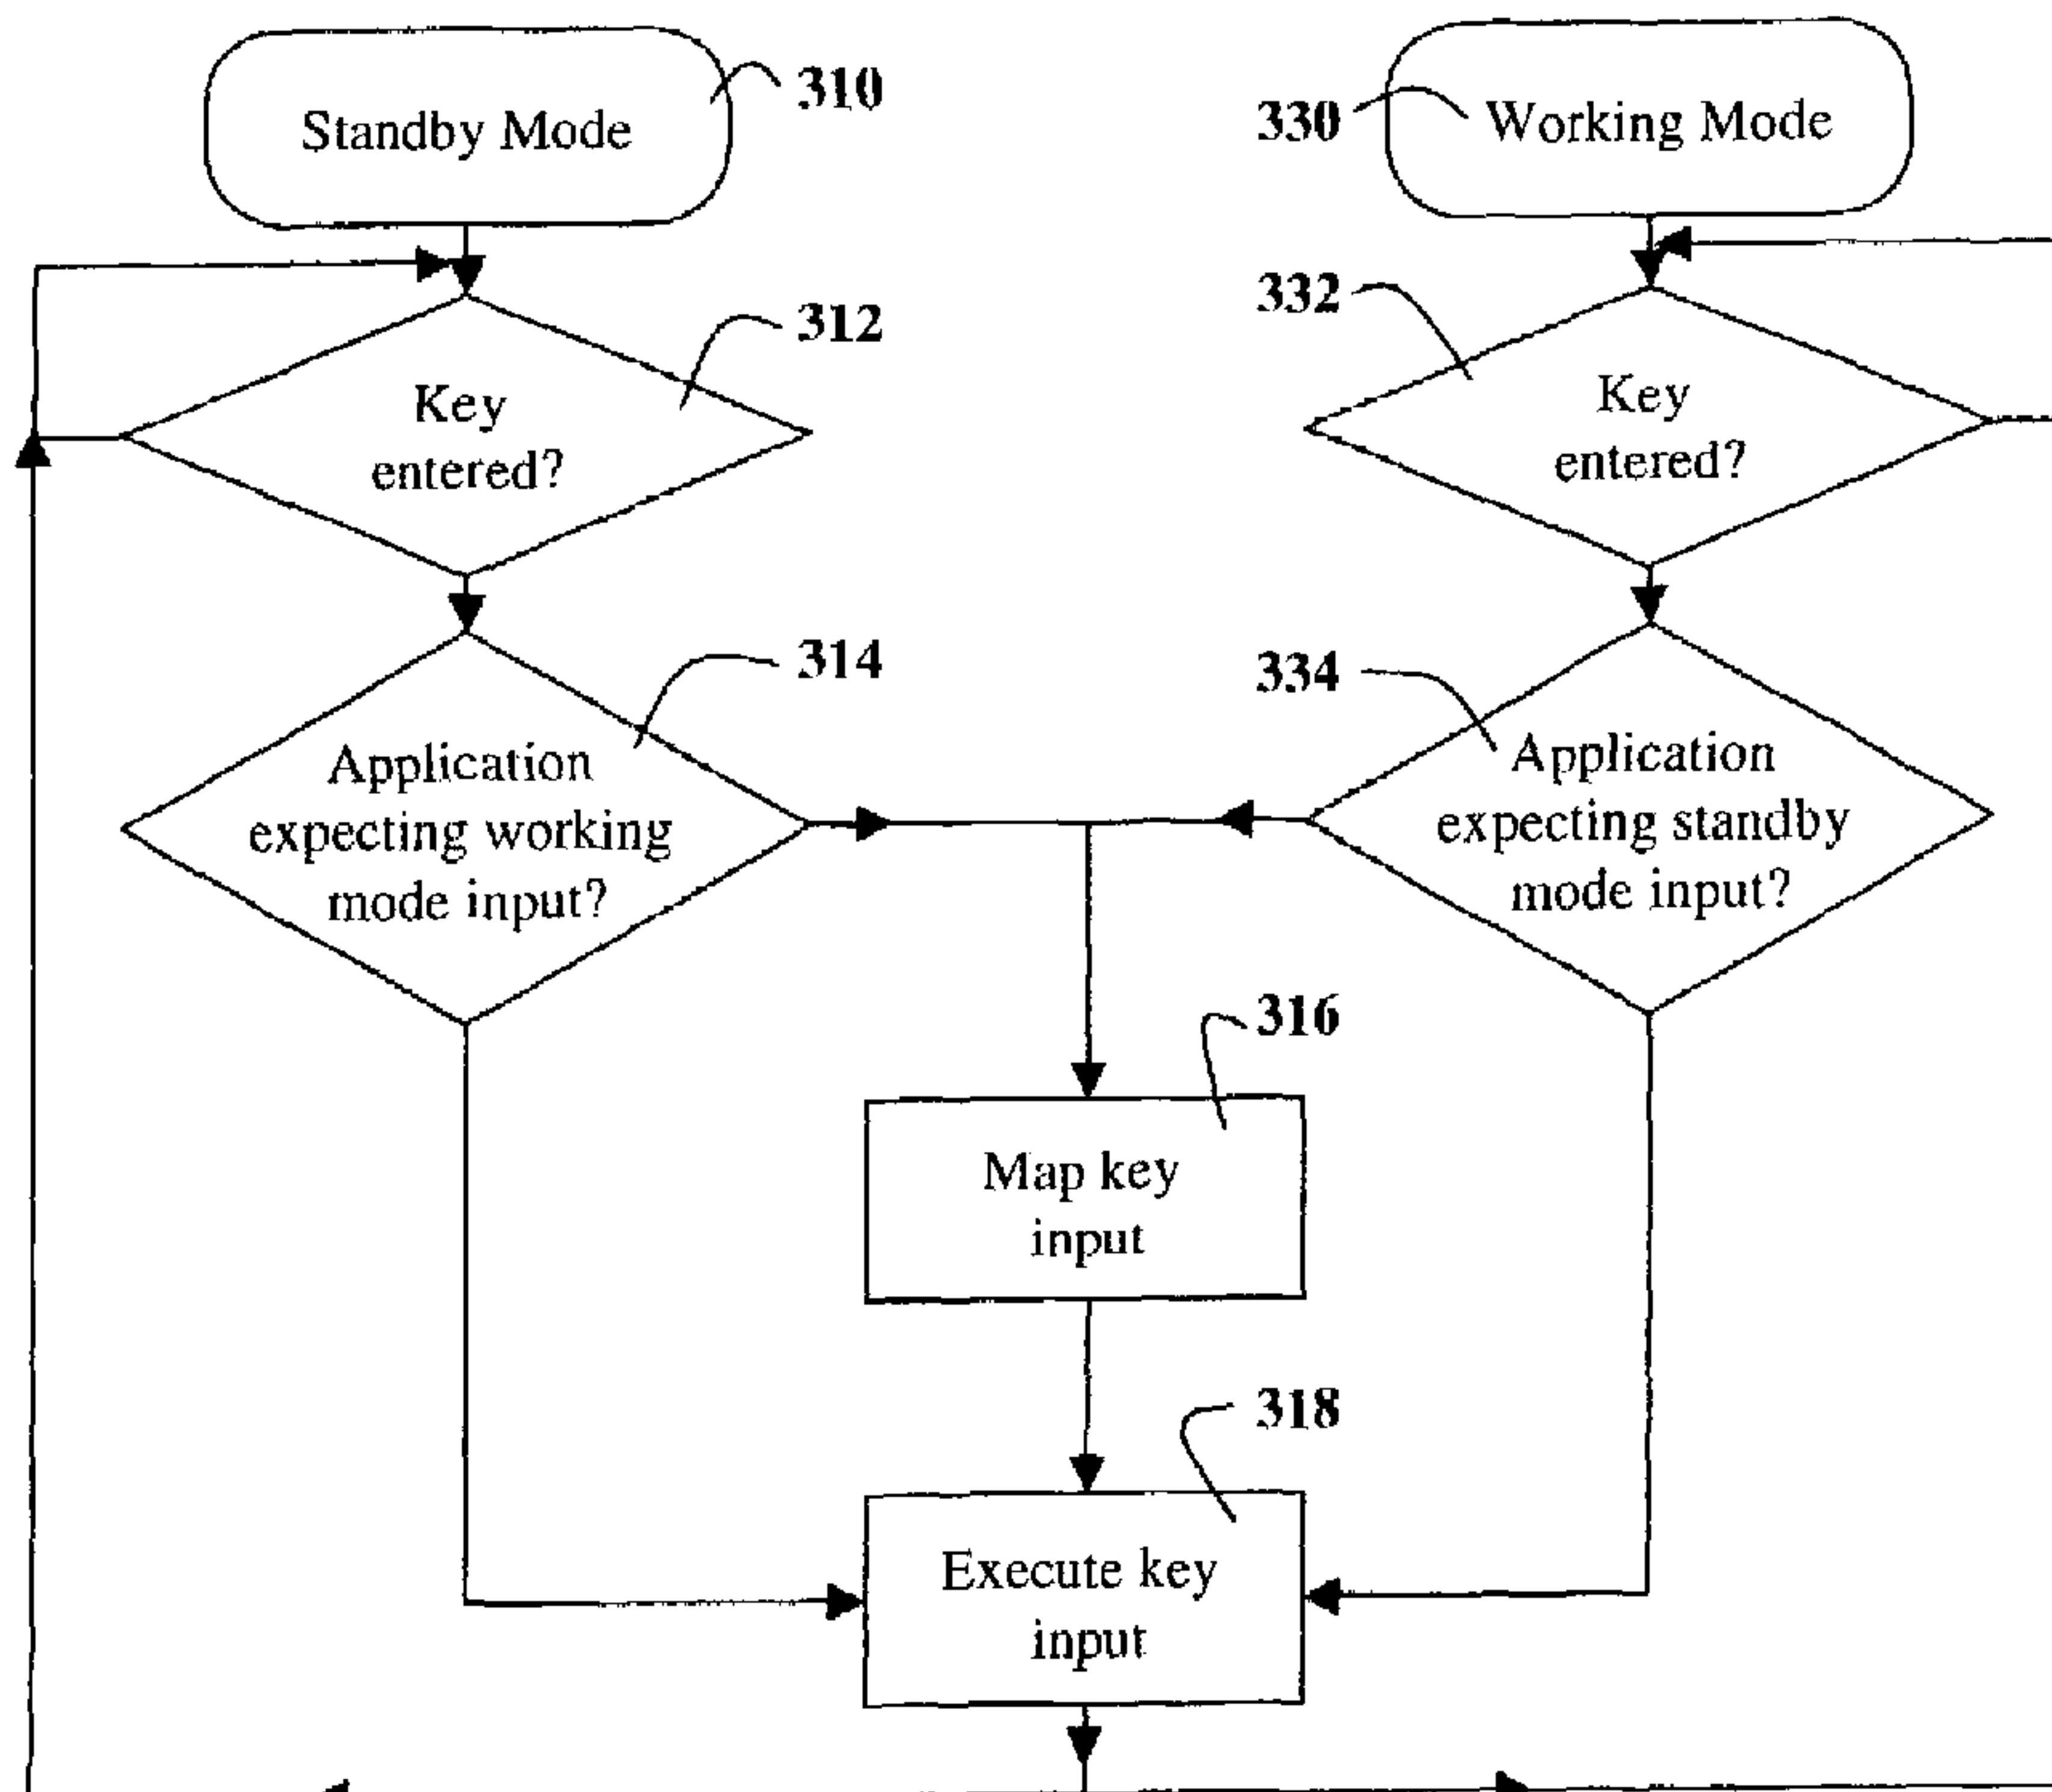 Standby Mode
310
330
Working Mode
312
332
Key
entered?
Key
entered?
314
334
Application
expecting working
mode input?
Application
expecting standby
mode input?
316
Map key
input
318
Execute key
input